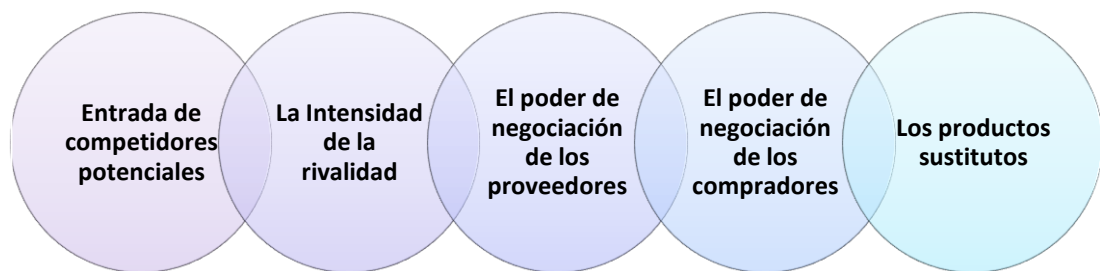 Entrada de
competidores
potenciales
La Intensidad
de la
rivalidad
El poder de
negociación
de los
proveedores
El poder de
negociación
de los
compradores
Los productos
sustitutos